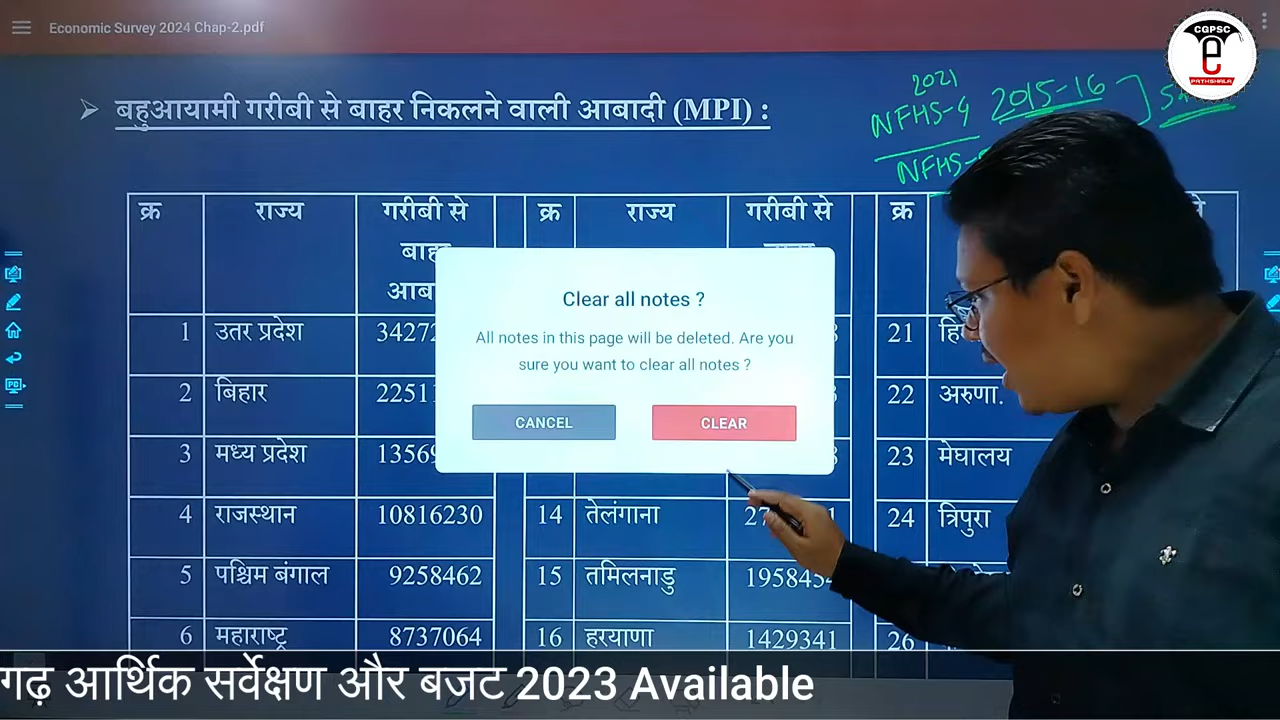 Economic Survey 2024 Chap-2.pdf
CGPSC
e
PATHSHALA
बहुआयामी गरीबी से बाहर निकलने वाली आबादी (MPI) :
2021
NFHS-4 2015-16
NFHS-
क्र राज्य गरीबी से क्र राज्य गरीबी से क्र
Clear all notes ?
All notes in this page will be deleted. Are you
sure you want to clear all notes ?
CANCEL CLEAR
1 उतर प्रदेश 21
2 बिहार 22 अरुणा.
3 मध्य प्रदेश 23 मेघालय
4 राजस्थान 10816230 14 तेलंगाना 24 त्रिपुरा
5 पश्चिम बंगाल 9258462 15 तमिलनाडु
6 महाराष्ट्र 8737064 16 हरयाणा 1429341 26
गढ़ आर्थिक सर्वेक्षण और बजट 2023 Available